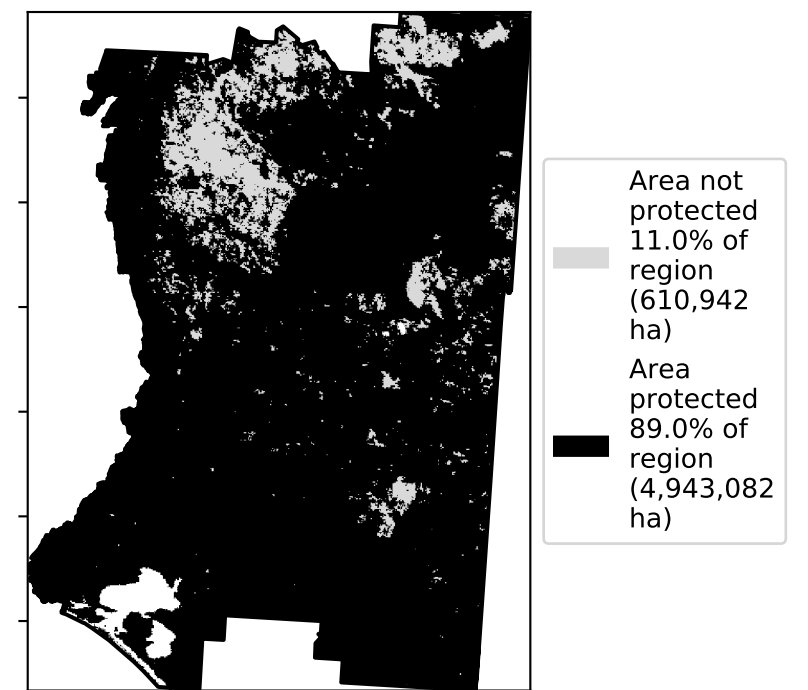 Area not
protected
11.0% of
region
(610,942
ha)
Area
protected
89.0% of
region
(4,943,082
ha)